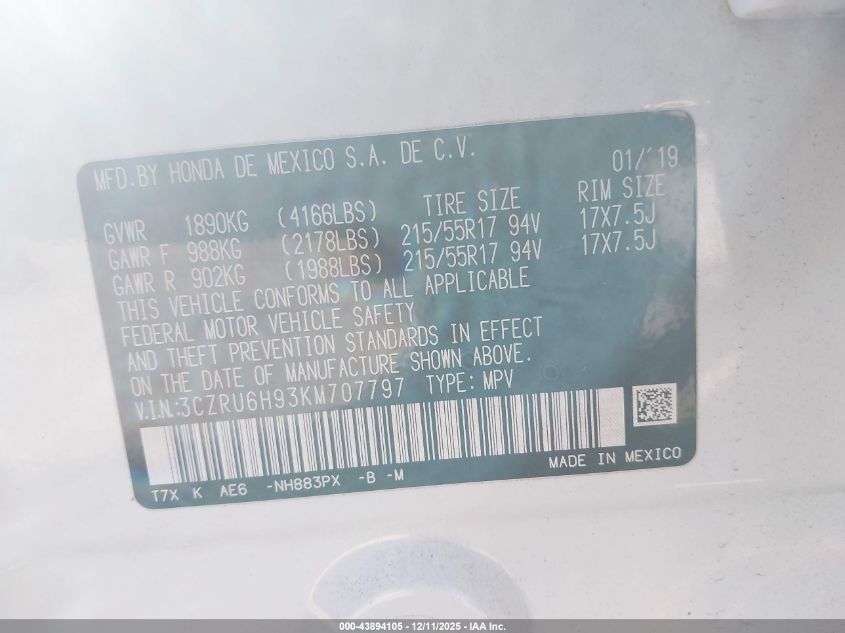 MFD.BY HONDA DE MEXICO S.A. DE C.V. 01/'19
GVWR 1890KG (4166LBS) TIRE SIZE RIM SIZE
GAWR F 988KG (2178LBS) 215/55R17 94V 17X7.5J
GAWR R 902KG (1988LBS) 215/55R17 94V 17X7.5J
THIS VEHICLE CONFORMS TO ALL APPLICABLE
FEDERAL MOTOR VEHICLE SAFETY
AND THEFT PREVENTION STANDARDS IN EFFECT
ON THE DATE OF MANUFACTURE SHOWN ABOVE.
V.I.N.:3CZRU6H93KM707797 TYPE: MPV
T7X K AE6 -NH883PX -B -M MADE IN MEXICO
000-43894105 - 12/11/2025 - IAA Inc.